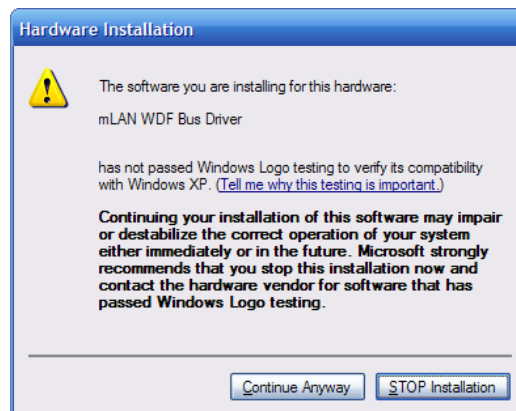 Hardware Installation
The software you are installing for this hardware:
mLAN WDF Bus Driver
has not passed Windows Logo testing to verify its compatibility
with Windows XP. (Tell me why this testing is important.)
Continuing your installation of this software may impair
or destabilize the correct operation of your system
either immediately or in the future. Microsoft strongly
recommends that you stop this installation now and
contact the hardware vendor for software that has
passed Windows Logo testing.
Continue Anyway STOP Installation